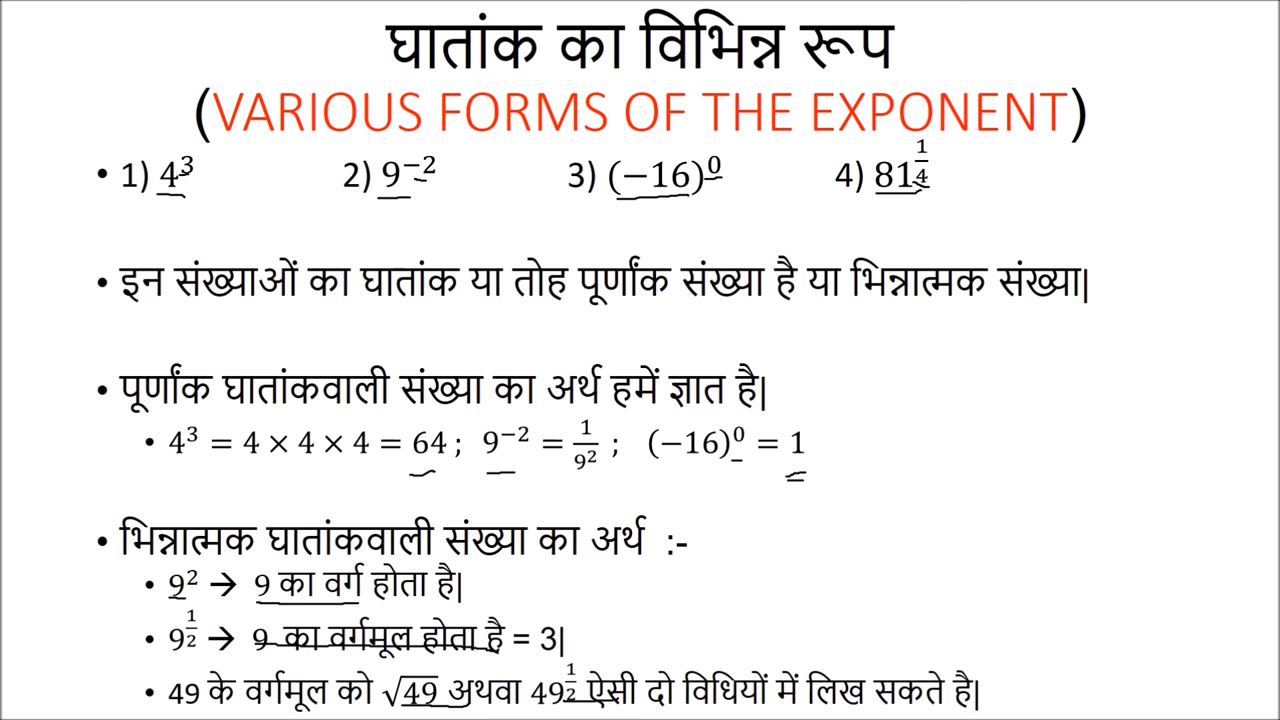 घातांक का विभिन्न रूप
(VARIOUS FORMS OF THE EXPONENT)
• 1) 4³ 2) 9⁻² 3) (−16)⁰ 4) 81^(1/4)
• इन संख्याओं का घातांक या तोह पूर्णांक संख्या है या भिन्नात्मक संख्या|
• पूर्णांक घातांकवाली संख्या का अर्थ हमें ज्ञात है|
• 4³ = 4 × 4 × 4 = 64 ; 9⁻² = 1/9² ; (−16)⁰ = 1
• भिन्नात्मक घातांकवाली संख्या का अर्थ :-
• 9² → 9 का वर्ग होता है|
• 9^(1/2) → 9 का वर्गमूल होता है = 3|
• 49 के वर्गमूल को √49 अथवा 49^(1/2) ऐसी दो विधियों में लिख सकते है|